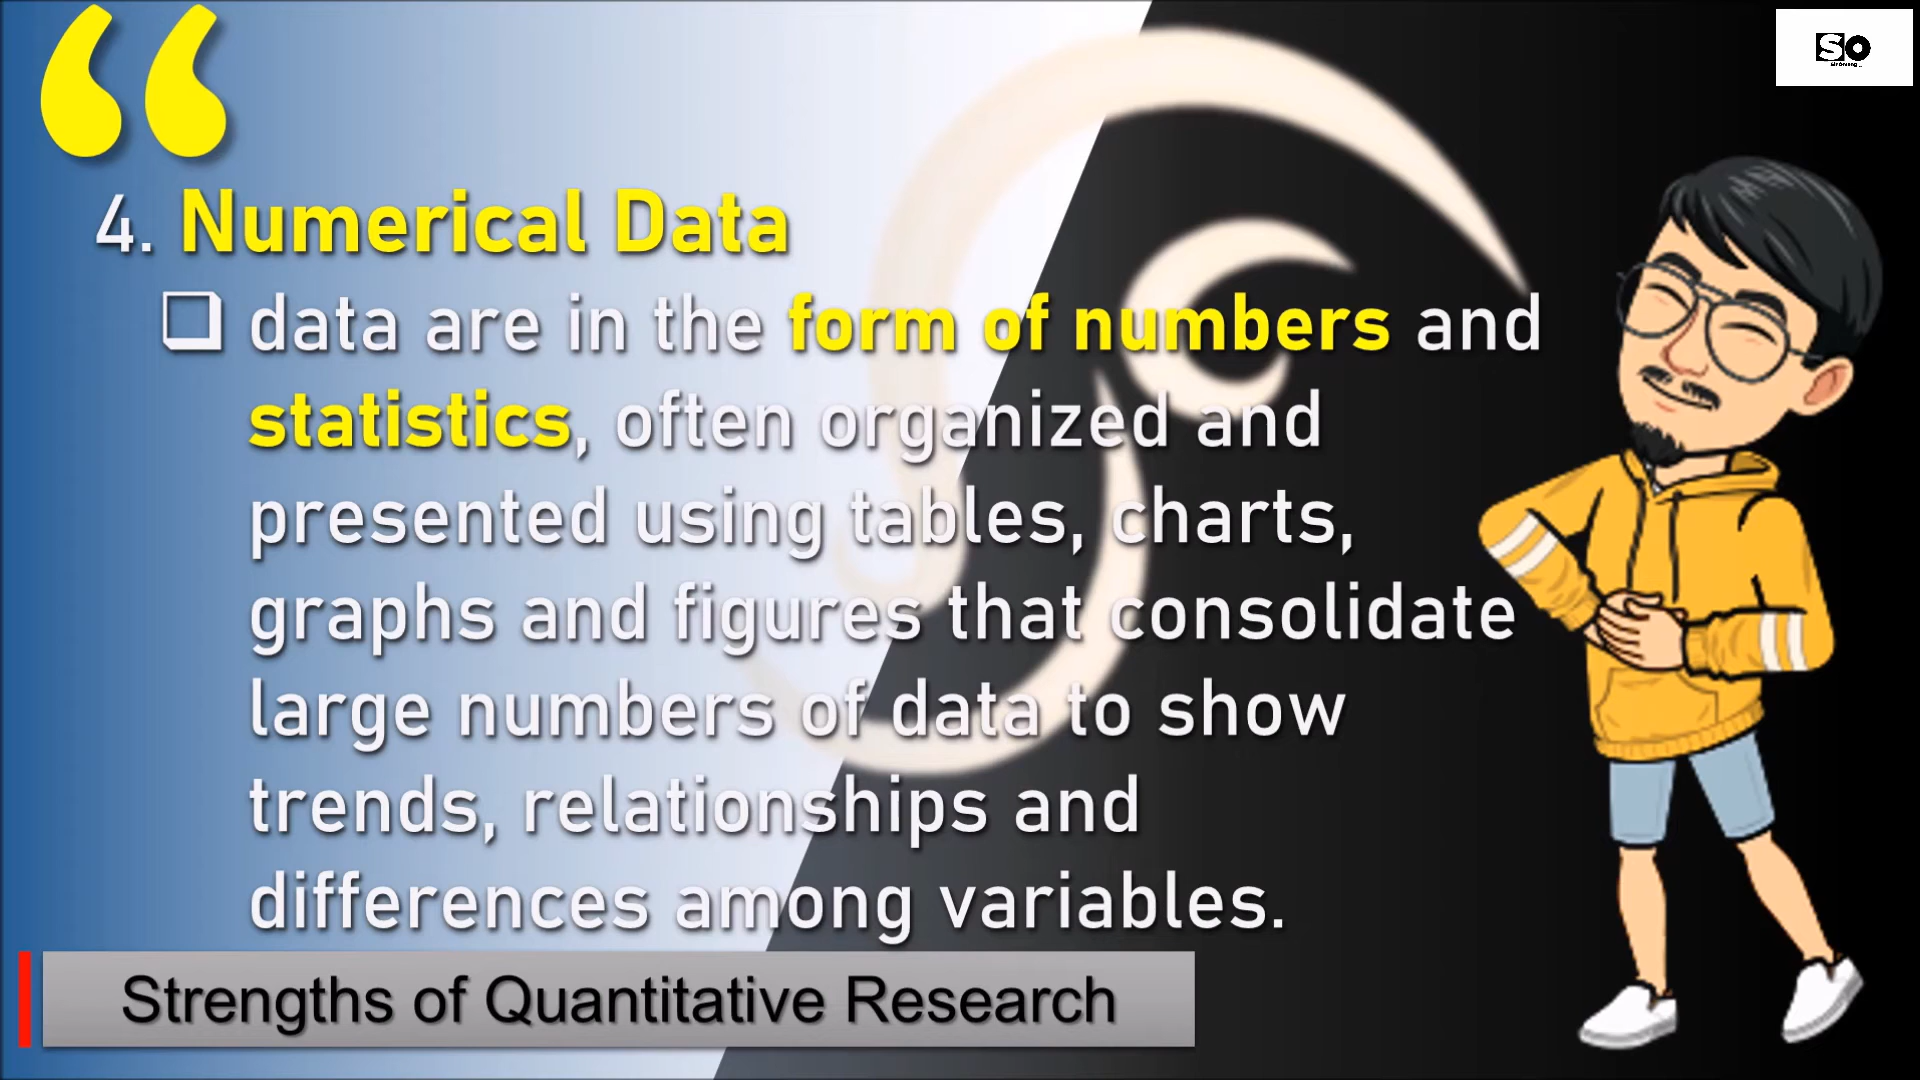 SO
4. Numerical Data
❑ data are in the form of numbers and
statistics, often organized and
presented using tables, charts,
graphs and figures that consolidate
large numbers of data to show
trends, relationships and
differences among variables.
Strengths of Quantitative Research